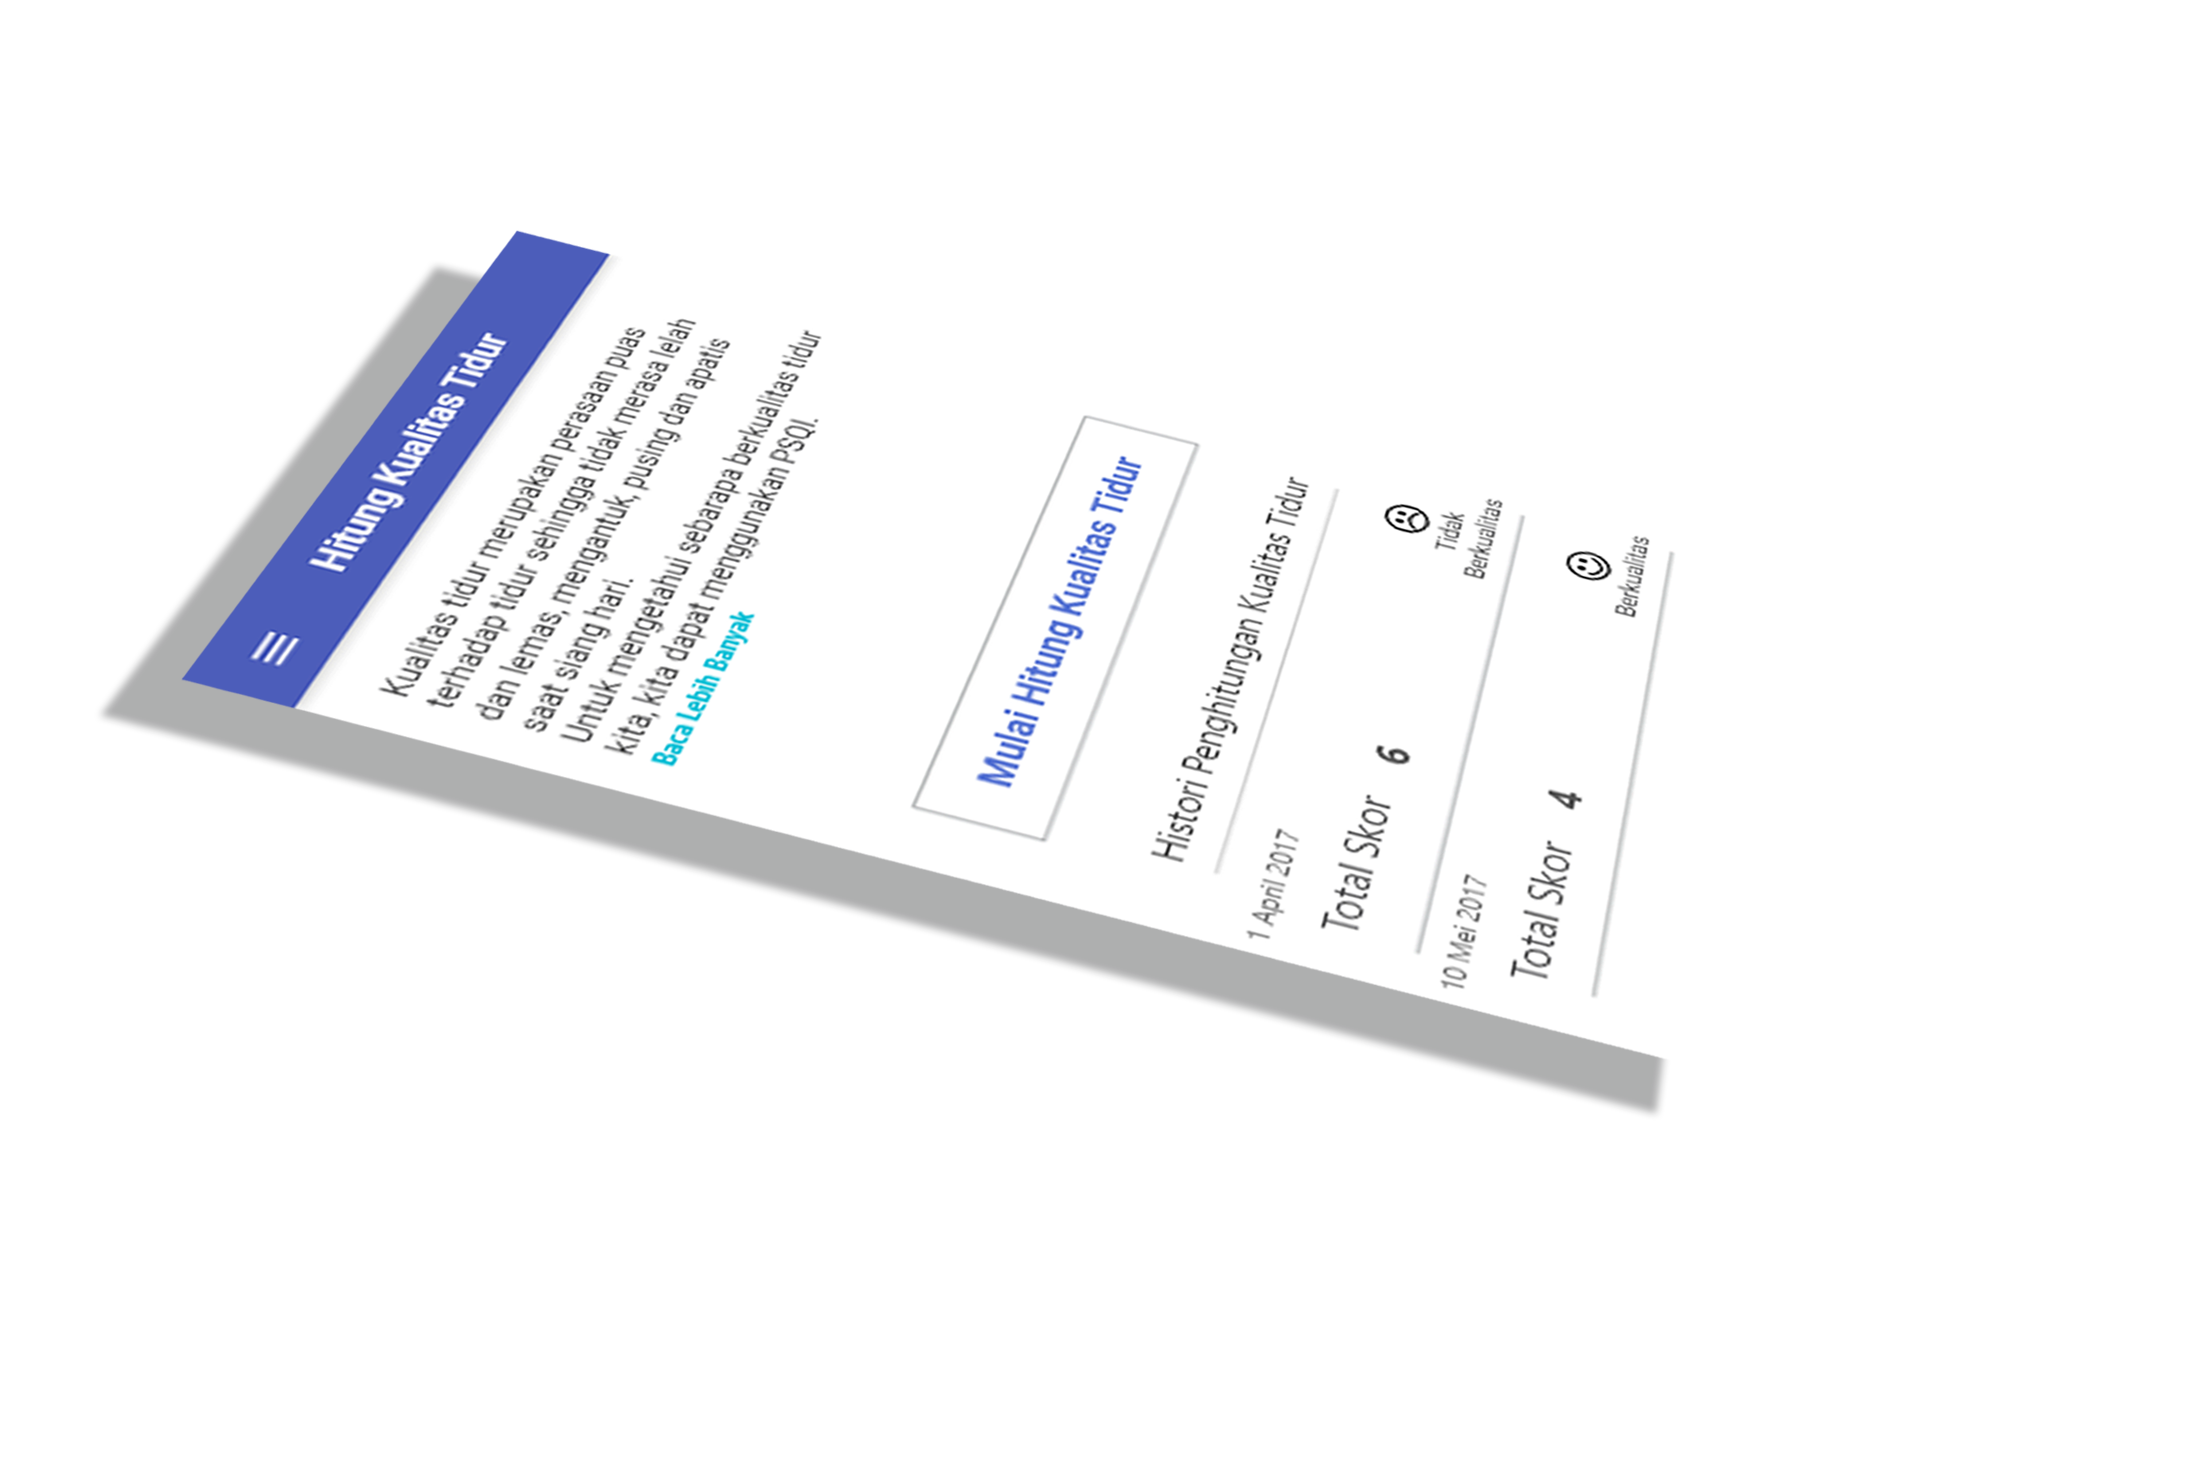 Hitung Kualitas Tidur
Kualitas tidur merupakan perasaan puas
terhadap tidur sehingga tidak merasa lelah
dan lemas, mengantuk, pusing dan apatis
saat siang hari.
Untuk mengetahui sebarapa berkualitas tidur
kita, kita dapat menggunakan PSQI.
Baca Lebih Banyak
Mulai Hitung Kualitas Tidur
Histori Penghitungan Kualitas Tidur
1 April 2017
Total Skor 6
Tidak
Berkualitas
10 Mei 2017
Total Skor 4
Berkualitas